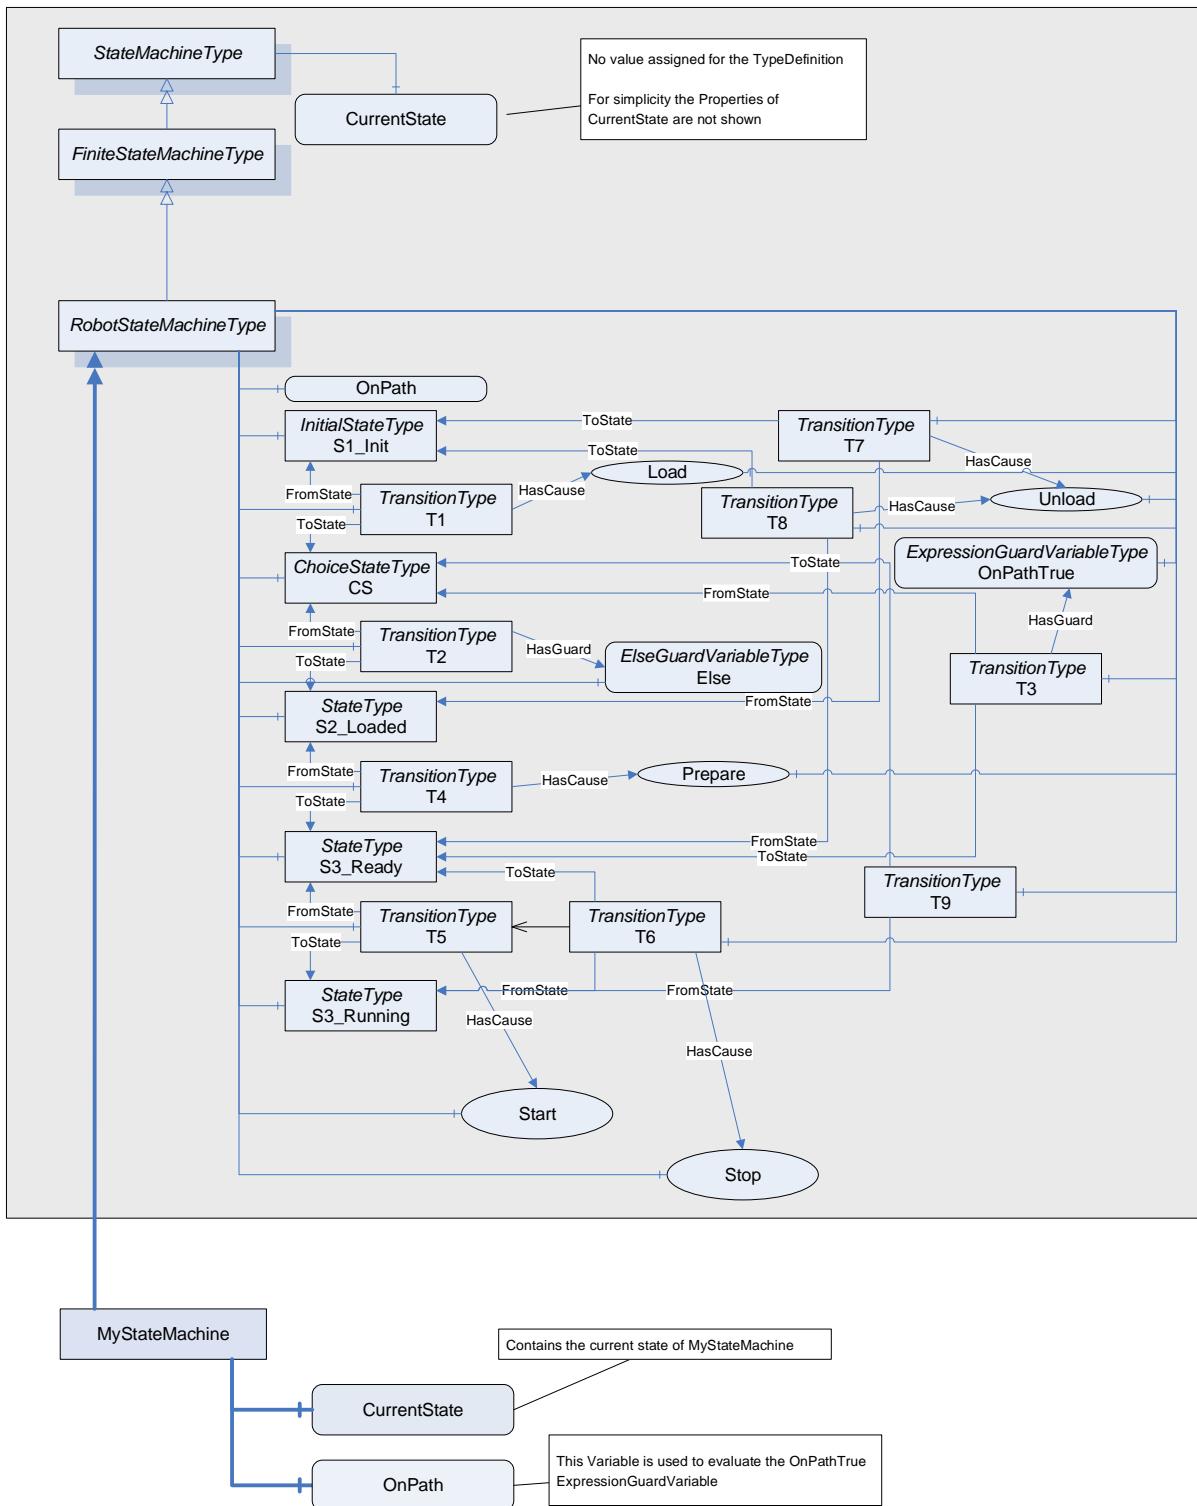 StateMachineType
No value assigned for the TypeDefinition
For simplicity the Properties of
CurrentState are not shown
CurrentState
FiniteStateMachineType
RobotStateMachineType
OnPath
InitialStateType
S1_Init
ToState
TransitionType
T7
ToState
HasCause
Load
HasCause
FromState
TransitionType
T1
TransitionType
T8
HasCause
Unload
ToState
ChoiceStateType
CS
ToState
ExpressionGuardVariableType
OnPathTrue
FromState
FromState
TransitionType
T2
HasGuard
HasGuard
ToState
ElseGuardVariableType
Else
TransitionType
T3
StateType
S2_Loaded
FromState
FromState
TransitionType
T4
HasCause
Prepare
ToState
StateType
S3_Ready
FromState
ToState
ToState
TransitionType
T9
FromState
TransitionType
T5
TransitionType
T6
ToState
StateType
S3_Running
FromState
FromState
HasCause
HasCause
Start
Stop
MyStateMachine
Contains the current state of MyStateMachine
CurrentState
This Variable is used to evaluate the OnPathTrue
ExpressionGuardVariable
OnPath